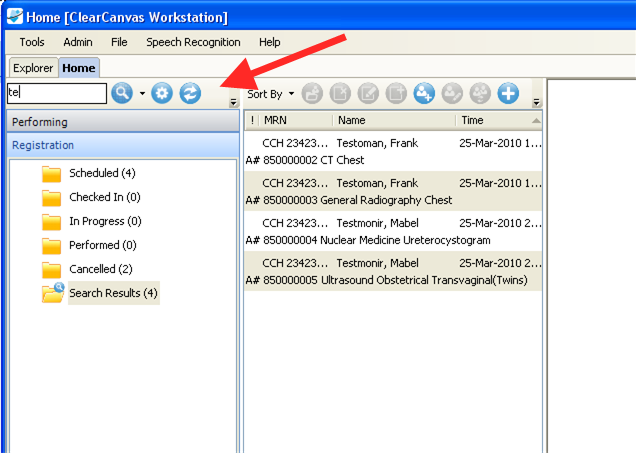 Home [ClearCanvas Workstation]
Tools Admin File Speech Recognition Help
Explorer Home
te Sort By
Performing
Registration
Scheduled (4)
Checked In (0)
In Progress (0)
Performed (0)
Cancelled (2)
Search Results (4)
! MRN Name Time
CCH 23423... Testoman, Frank 25-Mar-2010 1...
A# 850000002 CT Chest
CCH 23423... Testoman, Frank 25-Mar-2010 1...
A# 850000003 General Radiography Chest
CCH 23423... Testmonir, Mabel 25-Mar-2010 2...
A# 850000004 Nuclear Medicine Ureterocystogram
CCH 23423... Testmonir, Mabel 25-Mar-2010 2...
A# 850000005 Ultrasound Obstetrical Transvaginal(Twins)